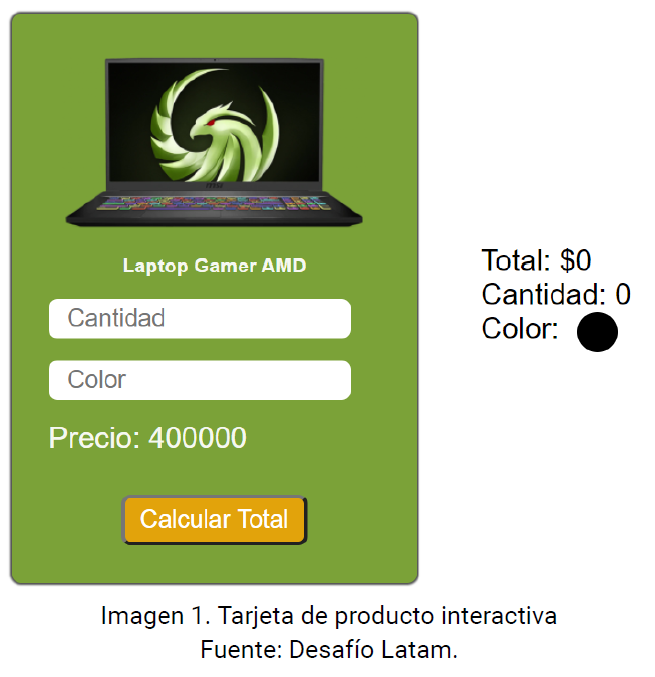 Laptop Gamer AMD
Cantidad
Color
Precio: 400000
Calcular Total
Total: $0
Cantidad: 0
Color:
Imagen 1. Tarjeta de producto interactiva
Fuente: Desafío Latam.